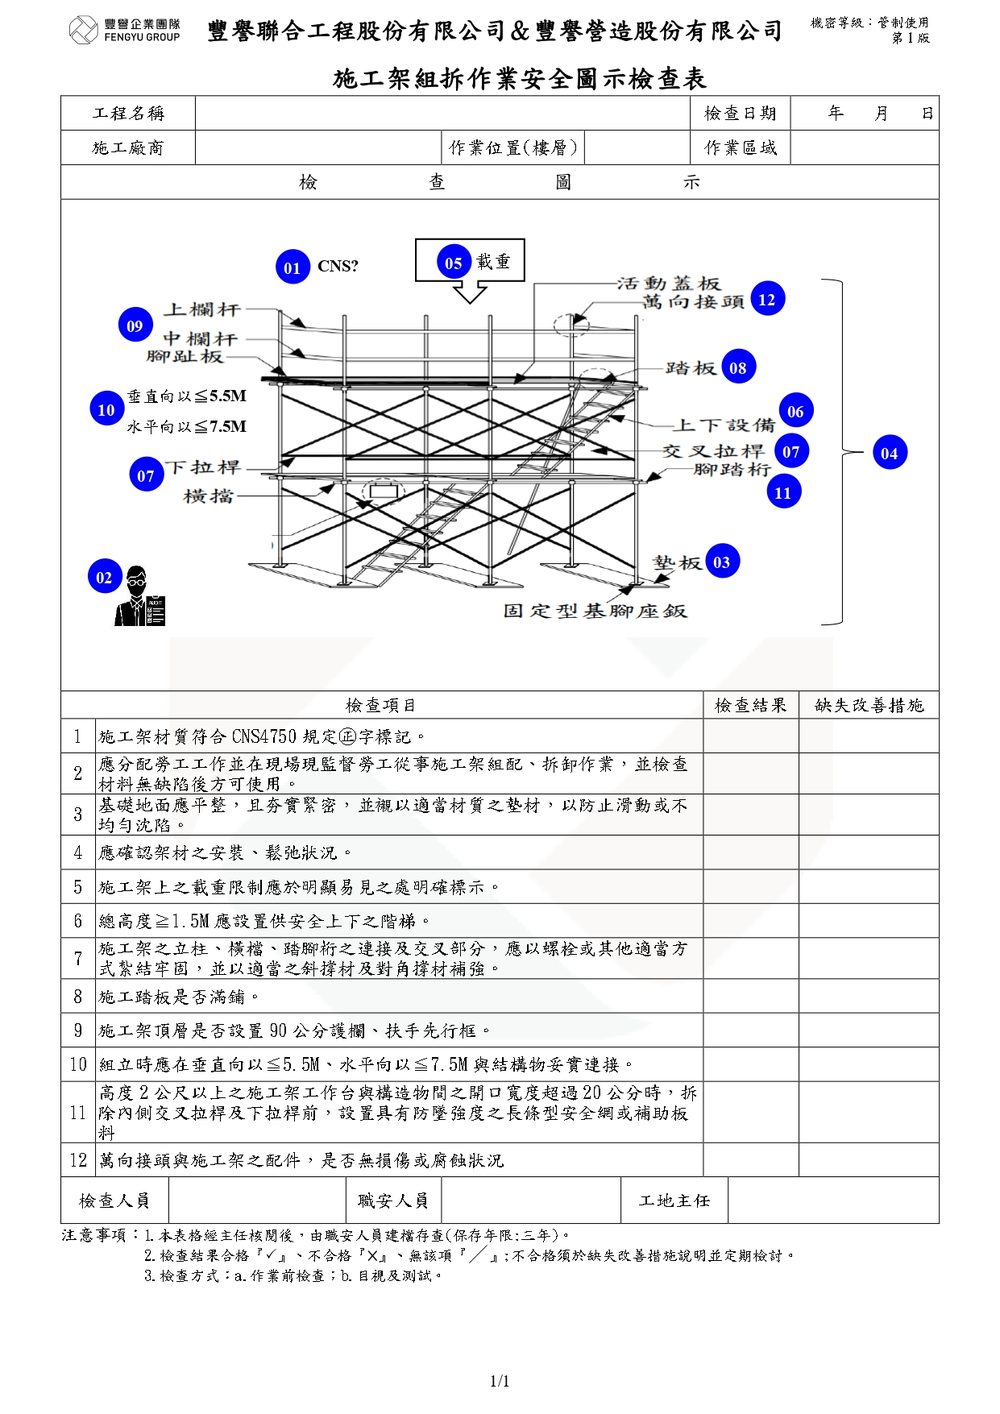 豐譽企業團隊
FENGYU GROUP
豐譽聯合工程股份有限公司＆豐譽營造股份有限公司
機密等級：管制使用
第1版
施工架組拆作業安全圖示檢查表
工程名稱 檢查日期 年 月 日
施工廠商 作業位置(樓層) 作業區域
檢 查 圖 示
01 CNS?
05 載重
活動蓋板
萬向接頭 12
上欄杆
09
中欄杆
腳趾板
踏板 08
10 垂直向以≦5.5M
水平向以≦7.5M
06
上下設備
交叉拉桿 07
04
07 下拉桿
腳踏桁
11
橫擋
02
AUDIT
墊板 03
固定型基腳座鈑
檢查項目 檢查結果 缺失改善措施
1 施工架材質符合 CNS4750 規定㊣字標記。
2 應分配勞工工作並在現場現監督勞工從事施工架組配、拆卸作業，並檢查
材料無缺陷後方可使用。
3 基礎地面應平整，且夯實緊密，並襯以適當材質之墊材，以防止滑動或不
均勻沈陷。
4 應確認架材之安裝、鬆弛狀況。
5 施工架上之載重限制應於明顯易見之處明確標示。
6 總高度≧1.5M 應設置供安全上下之階梯。
7 施工架之立柱、橫檔、踏腳桁之連接及交叉部分，應以螺栓或其他適當方
式紮結牢固，並以適當之斜撐材及對角撐材補強。
8 施工踏板是否滿鋪。
9 施工架頂層是否設置 90 公分護欄、扶手先行框。
10 組立時應在垂直向以≦5.5M、水平向以≦7.5M 與結構物妥實連接。
11 高度 2 公尺以上之施工架工作台與構造物間之開口寬度超過 20 公分時，拆
除內側交叉拉桿及下拉桿前，設置具有防墜強度之長條型安全網或補助板
料
12 萬向接頭與施工架之配件，是否無損傷或腐蝕狀況
檢查人員 職安人員 工地主任
注意事項：1.本表格經主任核閱後，由職安人員建檔存查(保存年限:三年)。
2.檢查結果合格『✓』、不合格『×』、無該項『╱』;不合格須於缺失改善措施說明並定期檢討。
3.檢查方式：a.作業前檢查；b.目視及測試。
1/1